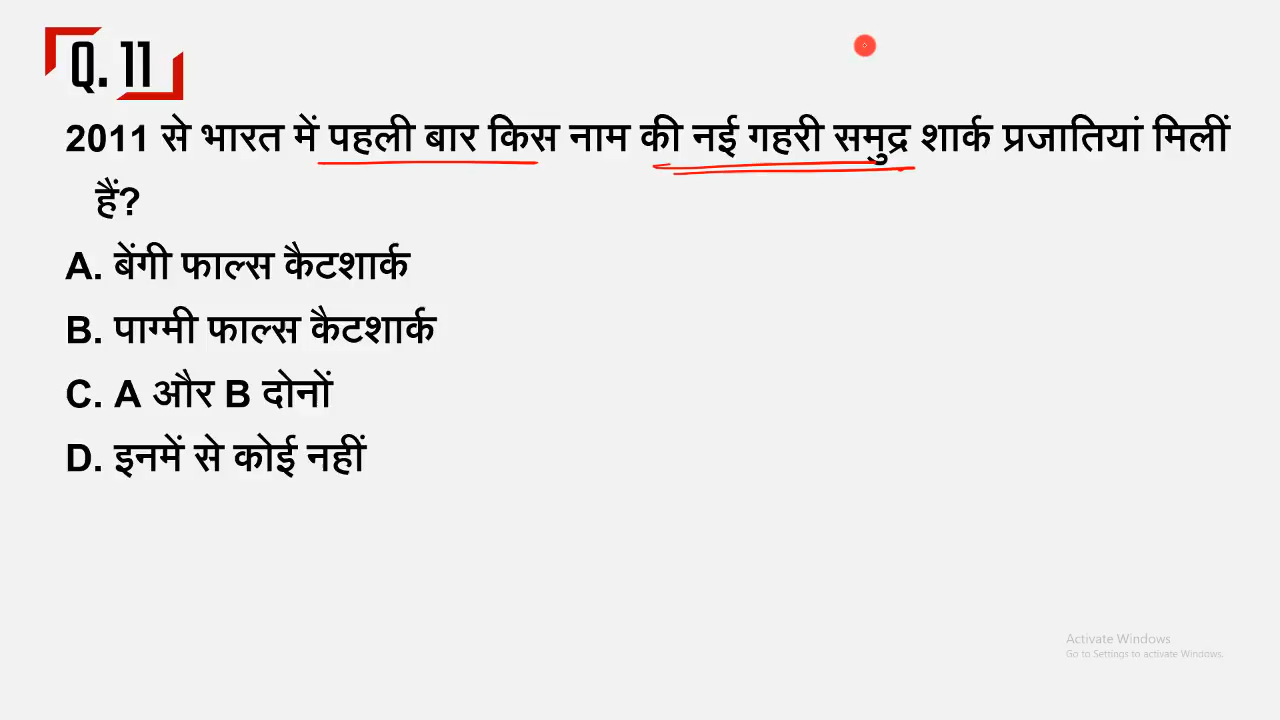 Q. 11
2011 से भारत में पहली बार किस नाम की नई गहरी समुद्र शार्क प्रजातियां मिलीं
हैं?
A. बेंगी फाल्स कैटशार्क
B. पाग्मी फाल्स कैटशार्क
C. A और B दोनों
D. इनमें से कोई नहीं
Activate Windows
Go to Settings to activate Windows.